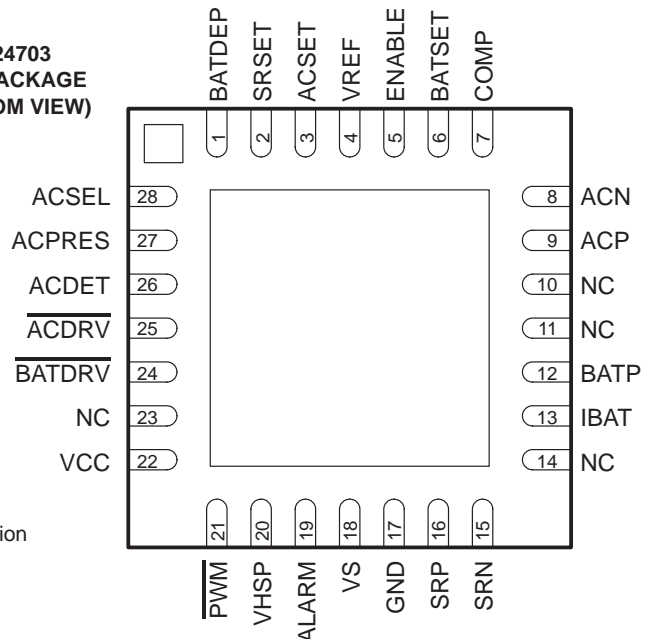 24703
ACKAGE
OM VIEW)
BATDEP
SRSET
ACSET
VREF
ENABLE
BATSET
COMP
1
2
3
4
5
6
7
ACSEL 28
ACPRES 27
ACDET 26
ACDRV 25
BATDRV 24
NC 23
VCC 22
8 ACN
9 ACP
10 NC
11 NC
12 BATP
13 IBAT
14 NC
21
20
19
18
17
16
15
PWM
VHSP
ALARM
VS
GND
SRP
SRN
tion